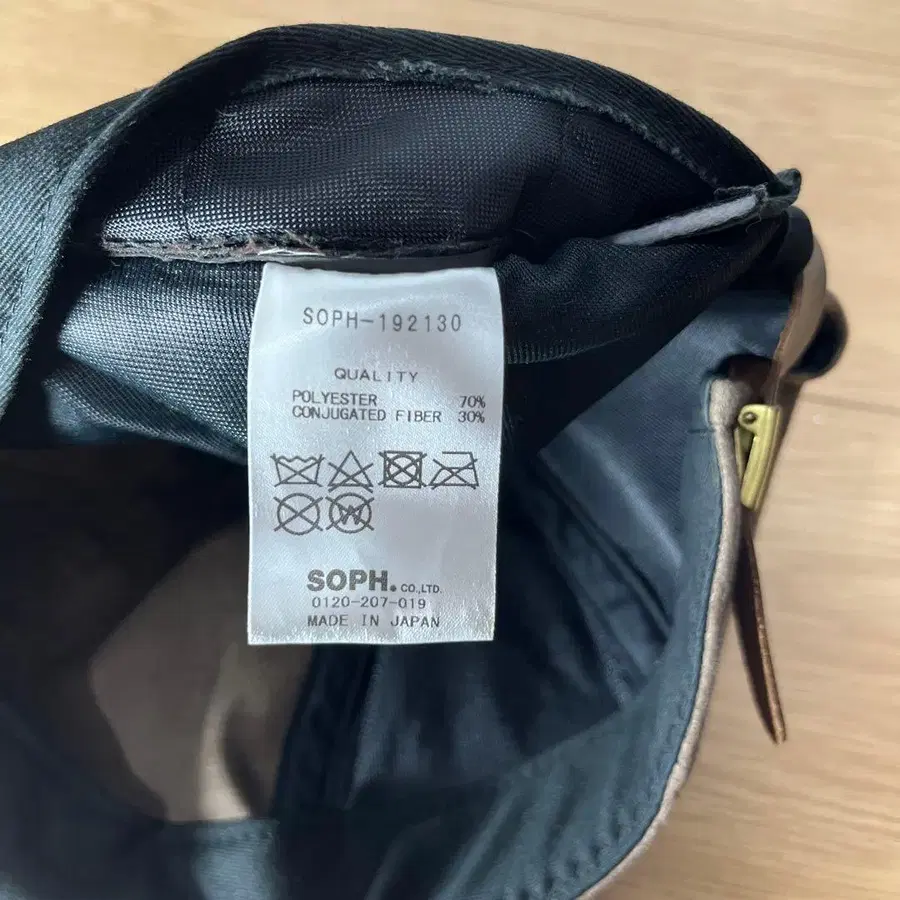 SOPH-192130
QUALITY
POLYESTER 70%
CONJUGATED FIBER 30%
W
SOPH. CO.,LTD.
0120-207-019
MADE IN JAPAN